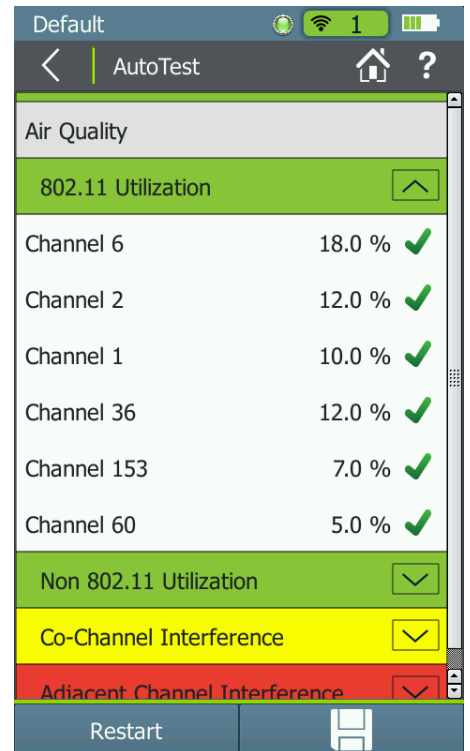 Default 1
AutoTest ?
Air Quality
802.11 Utilization
Channel 6 18.0 %
Channel 2 12.0 %
Channel 1 10.0 %
Channel 36 12.0 %
Channel 153 7.0 %
Channel 60 5.0 %
Non 802.11 Utilization
Co-Channel Interference
Adjacent Channel Interference
Restart